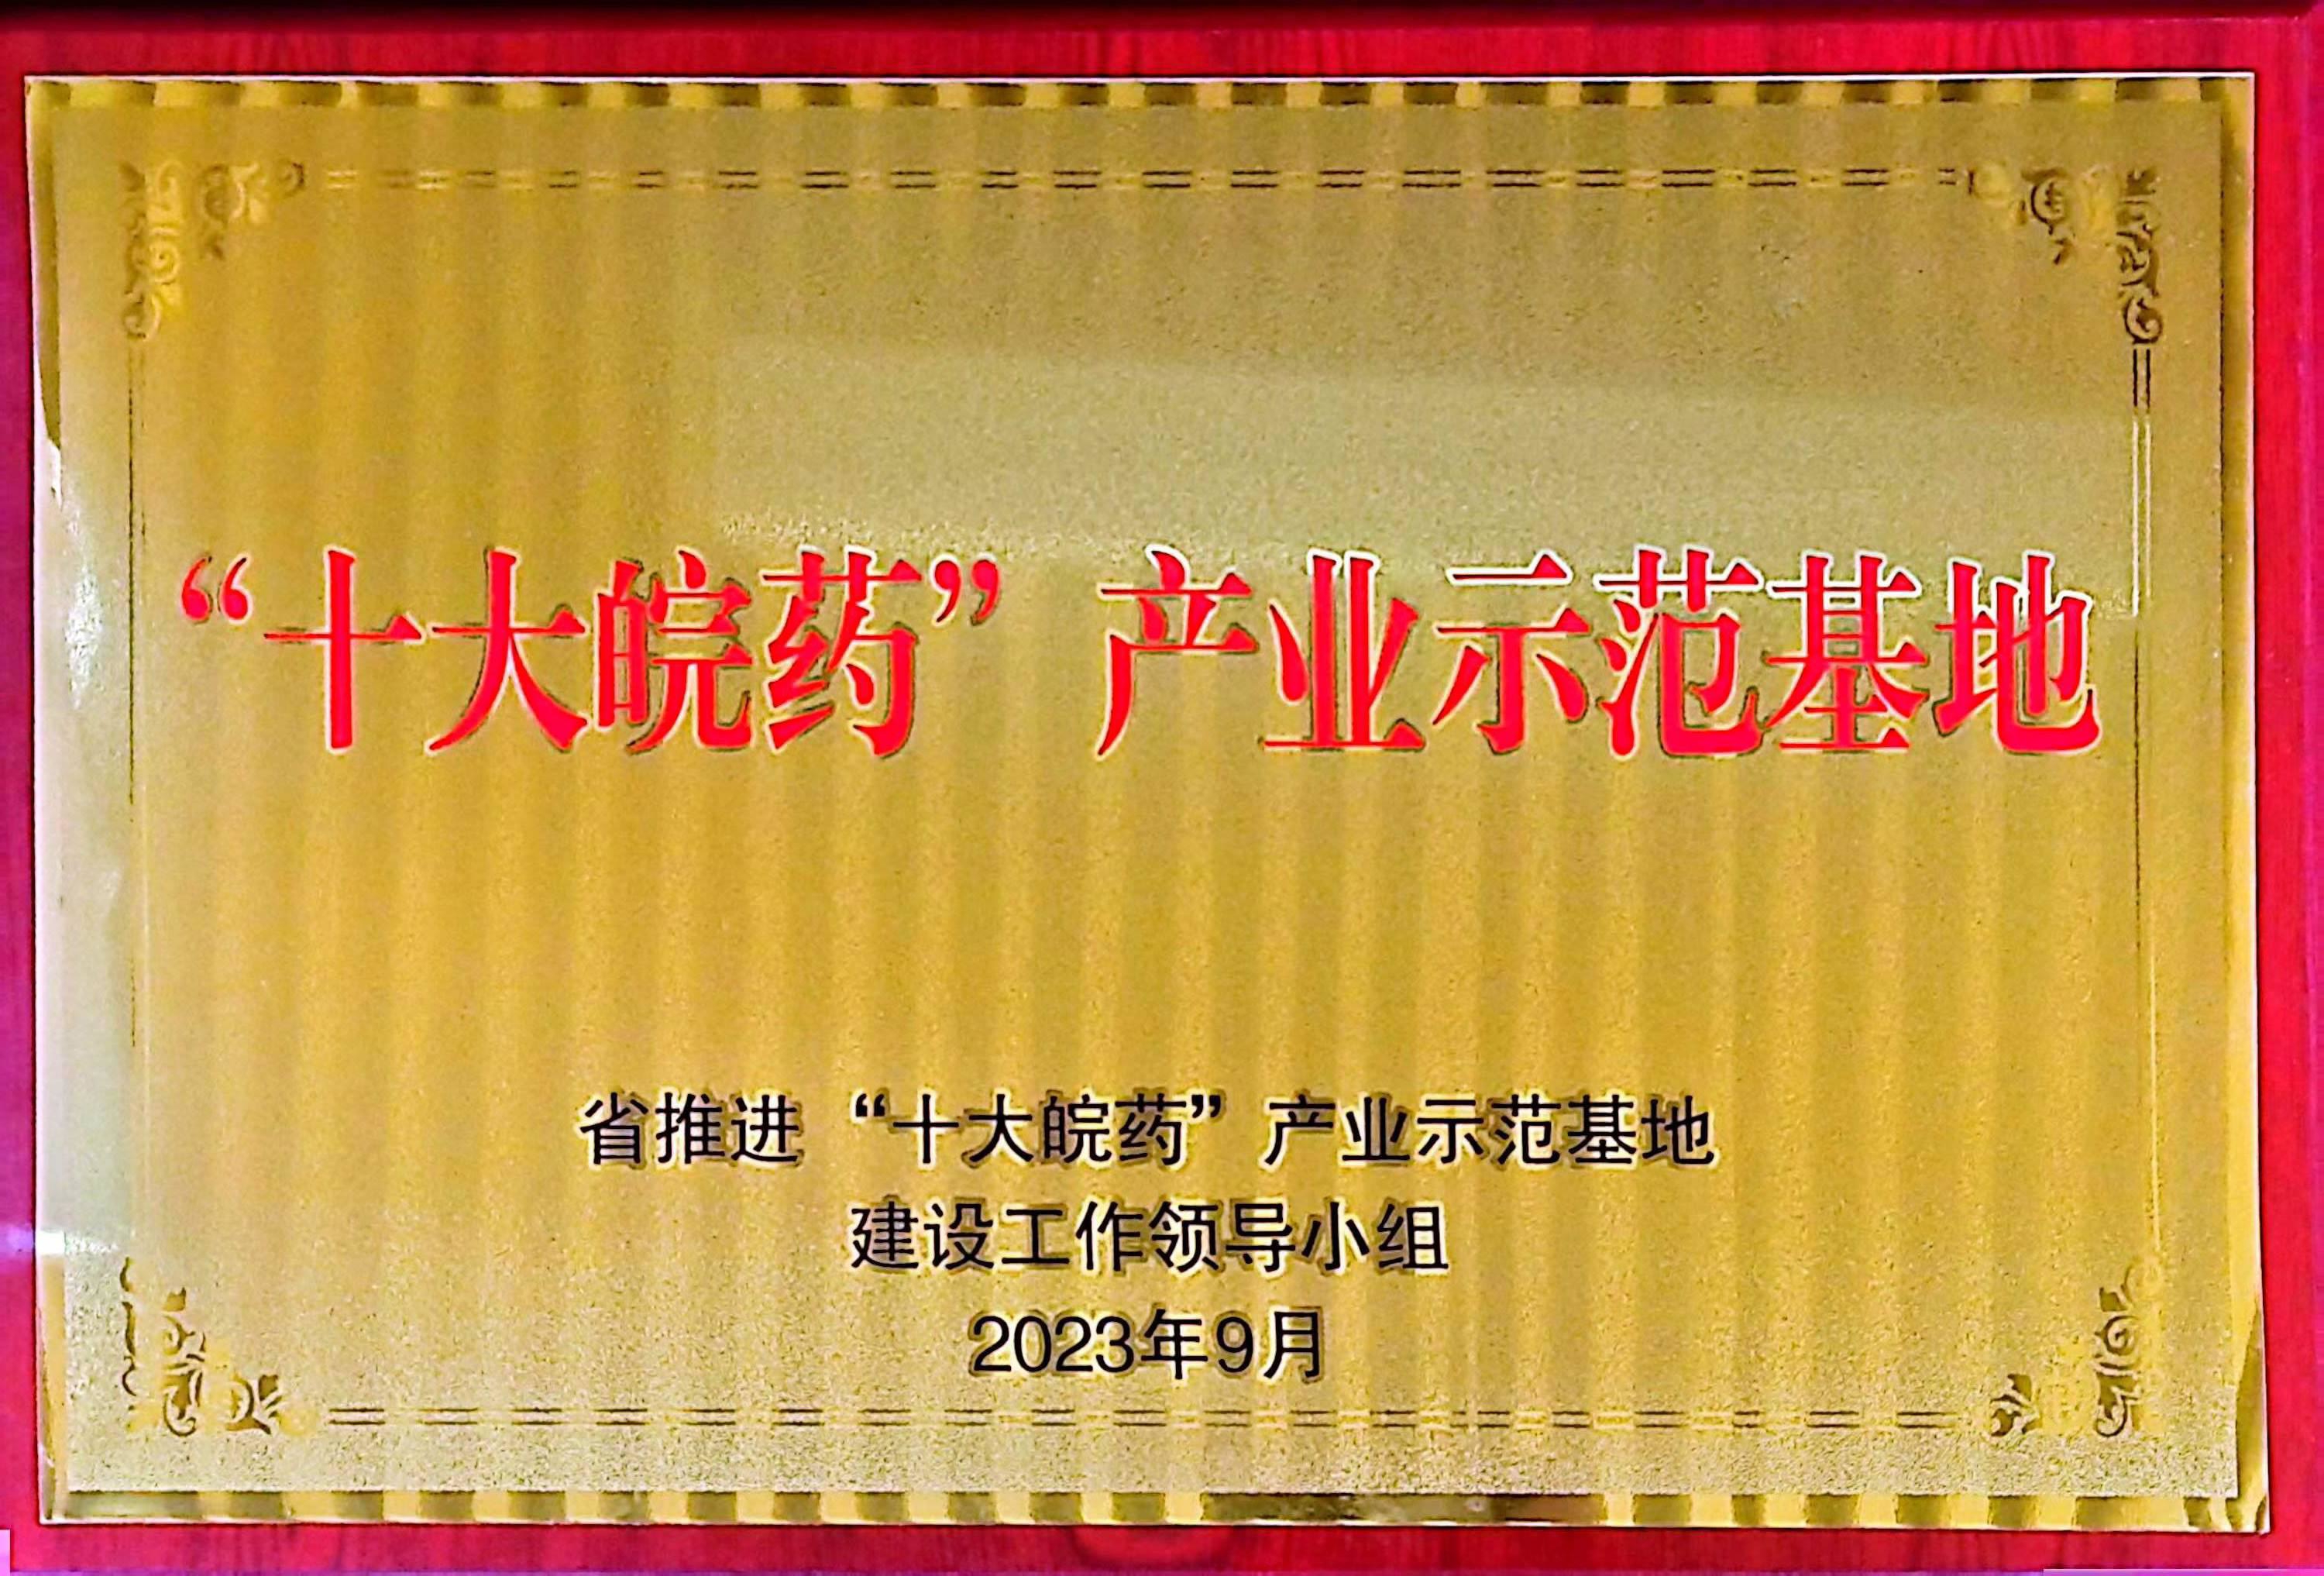 “十大皖药”产业示范基地
省推进“十大皖药”产业示范基地
建设工作领导小组
2023年9月